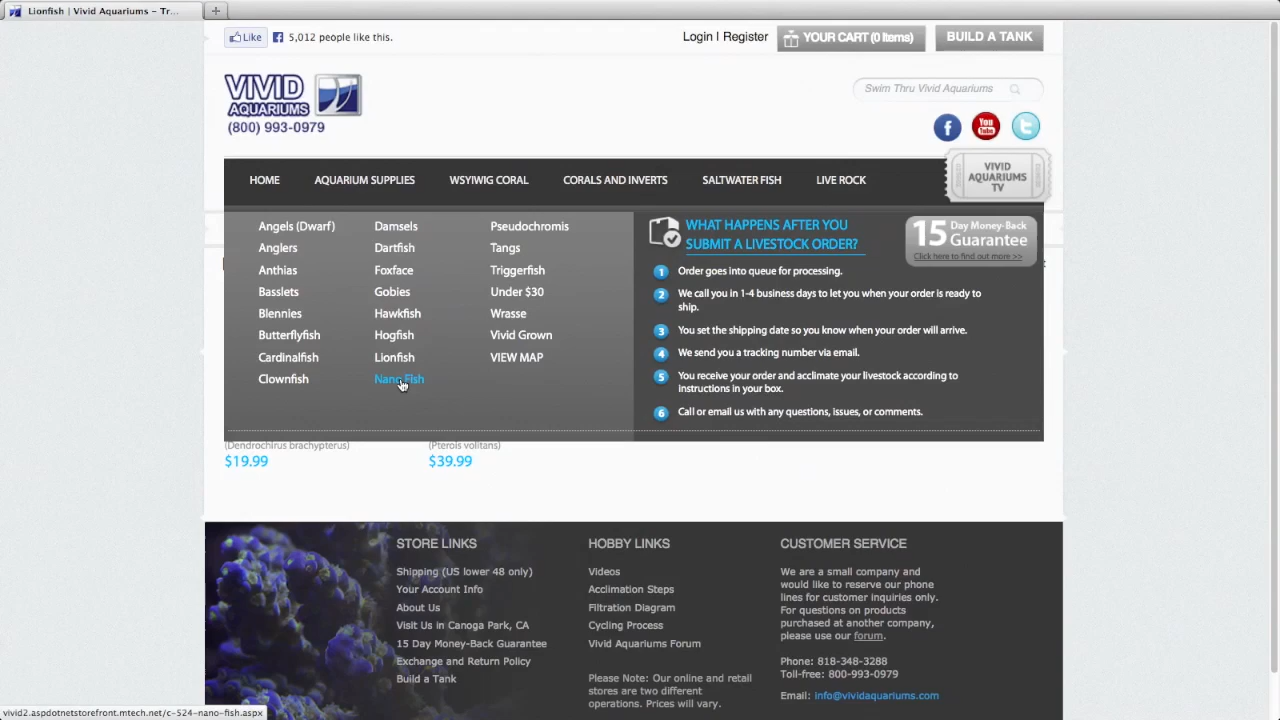 Lionfish | Vivid Aquariums - Tr...
Like
5,012 people like this.
Login | Register
YOUR CART (0 Items)
BUILD A TANK
VIVID
AQUARIUMS
(800) 993-0979
Swim Thru Vivid Aquariums
You
Tube
HOME
AQUARIUM SUPPLIES
WSYIWIG CORAL
CORALS AND INVERTS
SALTWATER FISH
LIVE ROCK
VIVID
AQUARIUMS
TV
Angels (Dwarf)
Anglers
Anthias
Basslets
Blennies
Butterflyfish
Cardinalfish
Clownfish
Damsels
Dartfish
Foxface
Gobies
Hawkfish
Hogfish
Lionfish
Nano Fish
Pseudochromis
Tangs
Triggerfish
Under $30
Wrasse
Vivid Grown
VIEW MAP
WHAT HAPPENS AFTER YOU
SUBMIT A LIVESTOCK ORDER?
15 Day Money-Back
Guarantee
Click here to find out more >>
1 Order goes into queue for processing.
2 We call you in 1-4 business days to let you when your order is ready to
ship.
3 You set the shipping date so you know when your order will arrive.
4 We send you a tracking number via email.
5 You receive your order and acclimate your livestock according to
instructions in your box.
6 Call or email us with any questions, issues, or comments.
(Dendrochirus brachypterus)
$19.99
(Pterois volitans)
$39.99
STORE LINKS
Shipping (US lower 48 only)
Your Account Info
About Us
Visit Us in Canoga Park, CA
15 Day Money-Back Guarantee
Exchange and Return Policy
Build a Tank
HOBBY LINKS
Videos
Acclimation Steps
Filtration Diagram
Cycling Process
Vivid Aquariums Forum
Please Note: Our online and retail
stores are two different
operations. Prices will vary.
CUSTOMER SERVICE
We are a small company and
would like to reserve our phone
lines for customer inquiries only.
For questions on products
purchased at another company,
please use our forum.
Phone: 818-348-3288
Toll-free: 800-993-0979
Email: info@vividaquariums.com
vivid2.aspdotnetstorefront.mtech.net/c-524-nano-fish.aspx